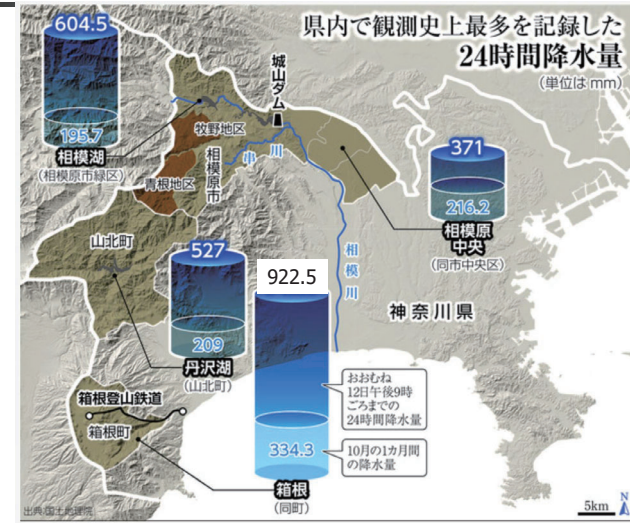 県内で観測史上最多を記録した
24時間降水量
(単位は mm)
604.5
195.7
相模湖
(相模原市緑区)
城山ダム
牧野地区
青根地区
相模原市
串川
371
216.2
相模原
中央
(同市中央区)
山北町
527
209
丹沢湖
(山北町)
相模川
神奈川県
922.5
おおむね
12日午後9時
ごろまでの
24時間降水量
334.3
10月の1カ月間
の降水量
箱根
(同町)
箱根登山鉄道
箱根町
出典:国土地理院
5km
N